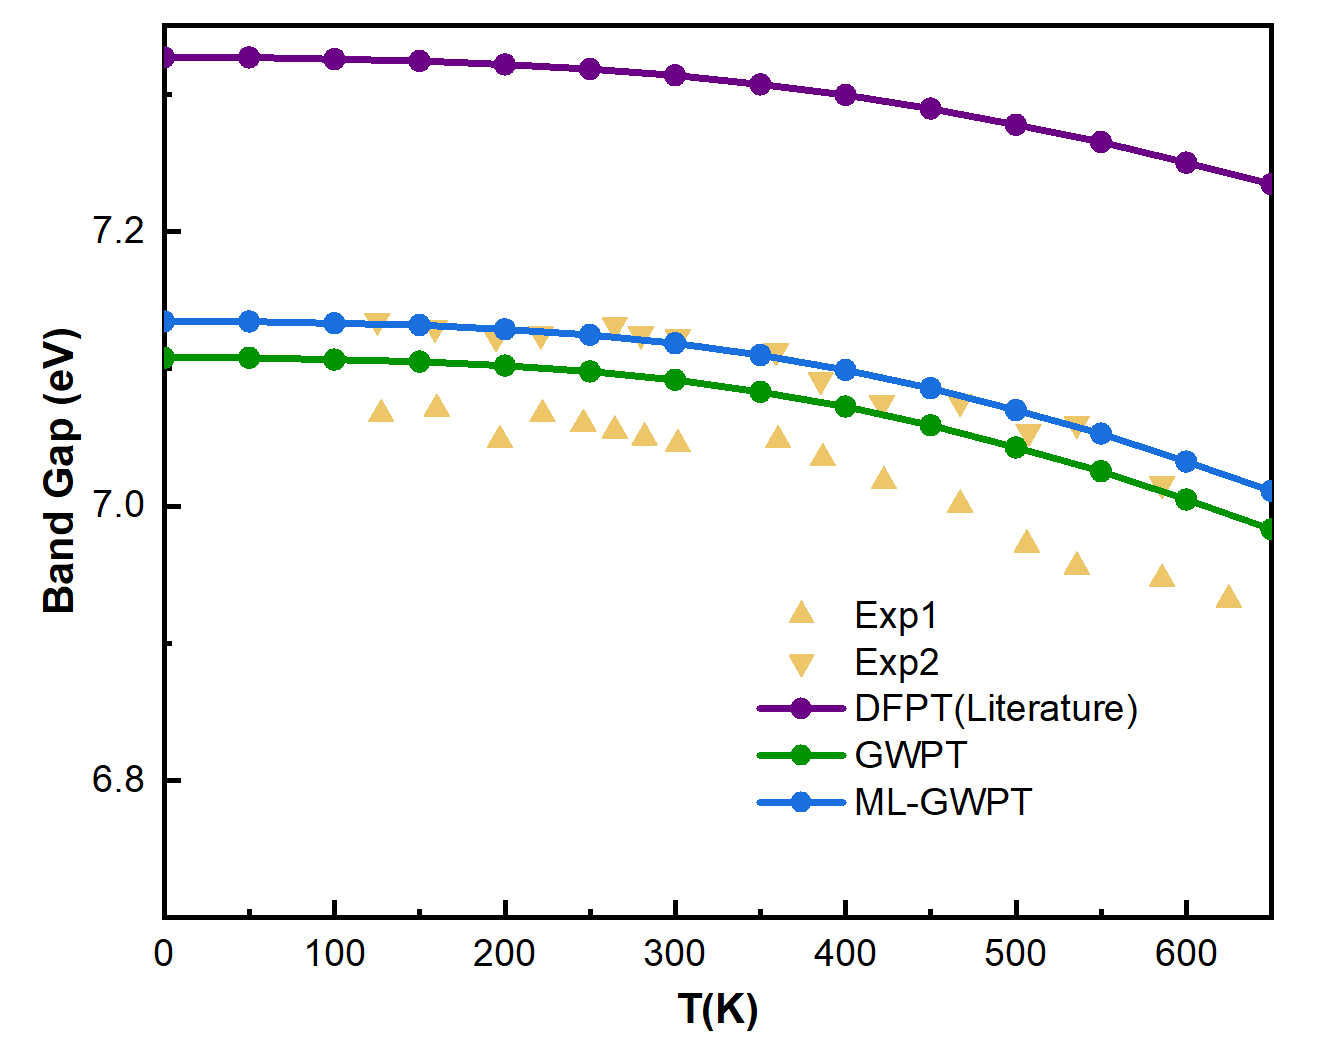 7.2
7.0
6.8
Band Gap (eV)
Exp1
Exp2
DFPT(Literature)
GWPT
ML-GWPT
0 100 200 300 400 500 600
T(K)